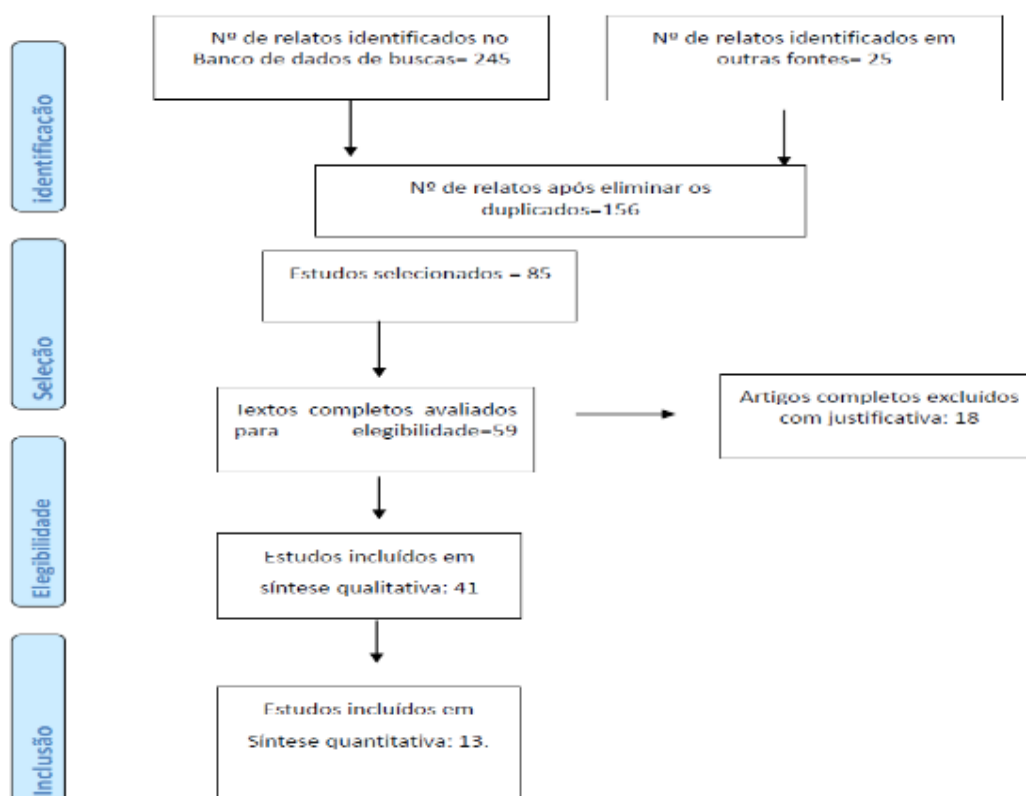 Nº de relatos identificados no
Banco de dados de buscas= 245
Nº de relatos identificados em
outras fontes= 25
identificação
Nº de relatos após eliminar os
duplicados=156
Estudos selecionados = 85
Seleção
Textos completos avaliados
para elegibilidade=59
Artigos completos excluídos
com justificativa: 18
Elegibilidade
Estudos incluídos em
síntese qualitativa: 41
Estudos incluídos em
Síntese quantitativa: 13.
Inclusão